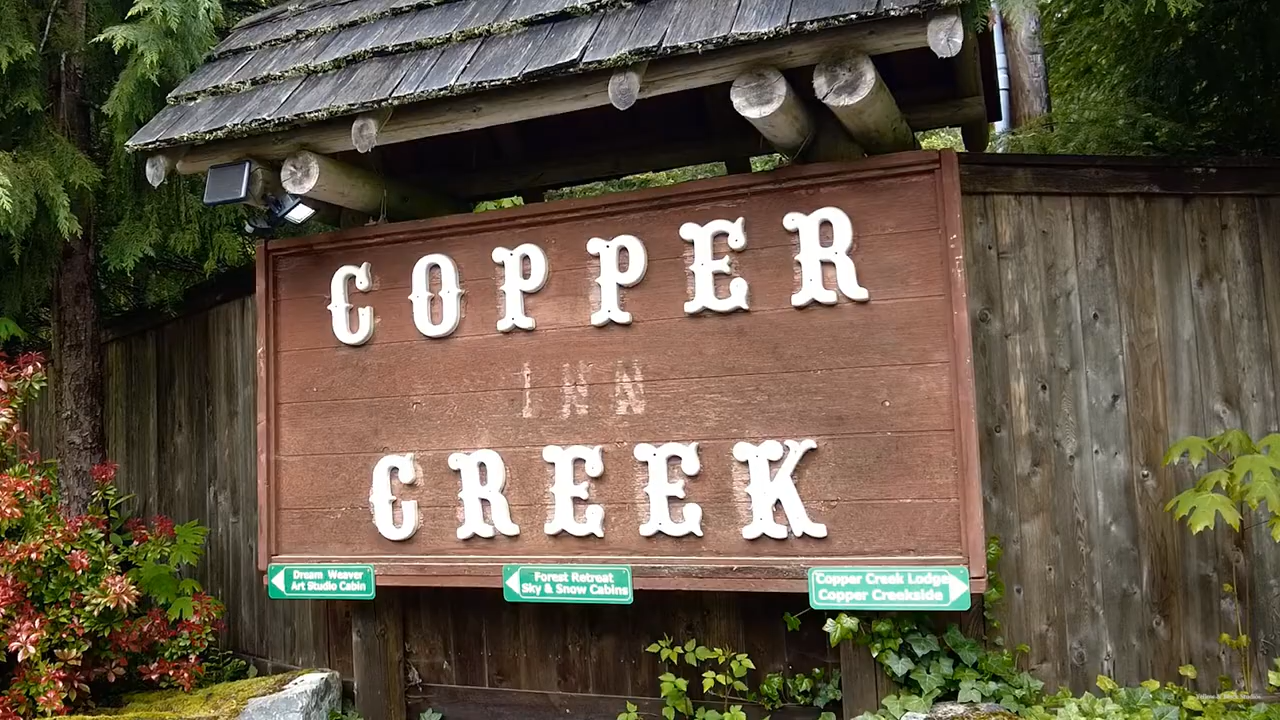 COPPER
INN
CREEK
Dream Weaver
Art Studio Cabin
Forest Retreat
Sky & Snow Cabins
Copper Creek Lodge
Copper Creekside